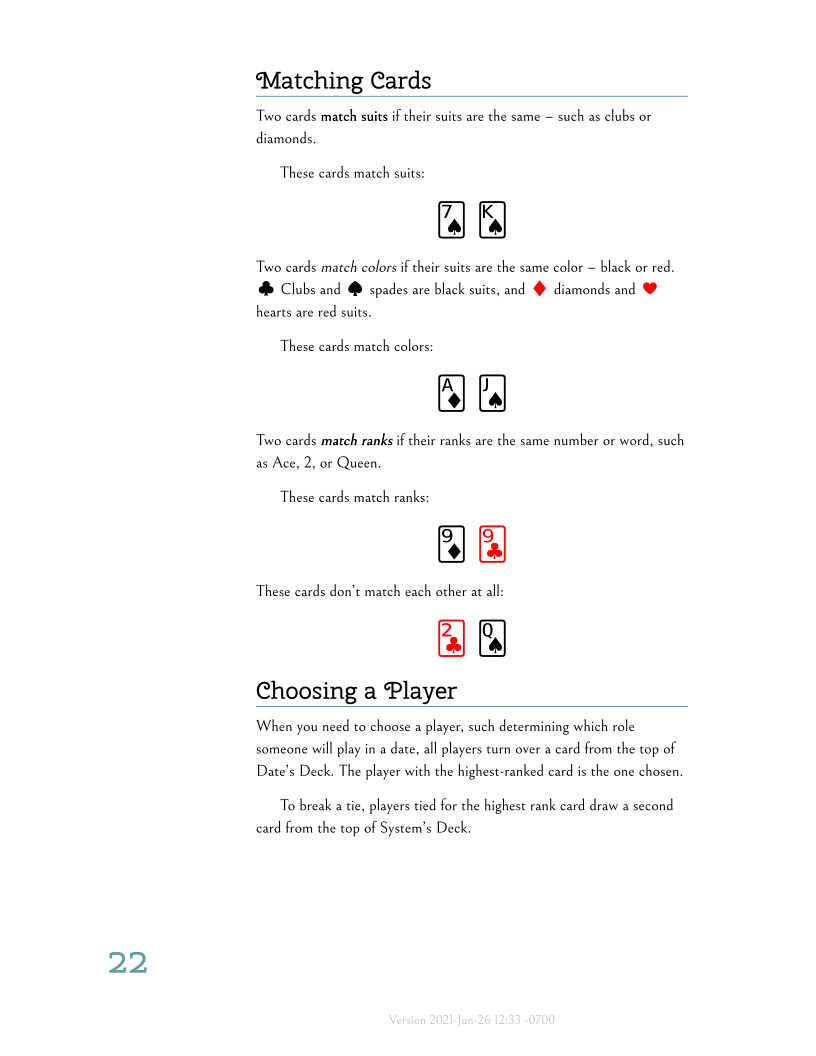 Matching Cards
Two cards match suits if their suits are the same – such as clubs or
diamonds.
These cards match suits:
7♠ K♠
Two cards match colors if their suits are the same color – black or red.
♣ Clubs and ♠ spades are black suits, and ♦ diamonds and ♥
hearts are red suits.
These cards match colors:
A♦ J♠
Two cards match ranks if their ranks are the same number or word, such
as Ace, 2, or Queen.
These cards match ranks:
9♦ 9♣
These cards don't match each other at all:
2♣ Q♠
Choosing a Player
When you need to choose a player, such determining which role
someone will play in a date, all players turn over a card from the top of
Date's Deck. The player with the highest-ranked card is the one chosen.
To break a tie, players tied for the highest rank card draw a second
card from the top of System's Deck.
22
Version 2021-Jun-26 12:33 -0700